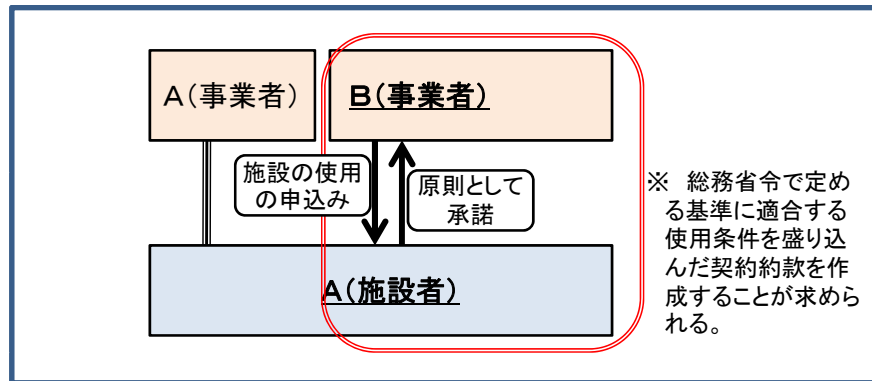 A(事業者)
B(事業者)
施設の使用
の申込み
原則として
承諾
A(施設者)
※ 総務省令で定め
る基準に適合する
使用条件を盛り込
んだ契約約款を作
成することが求めら
れる。